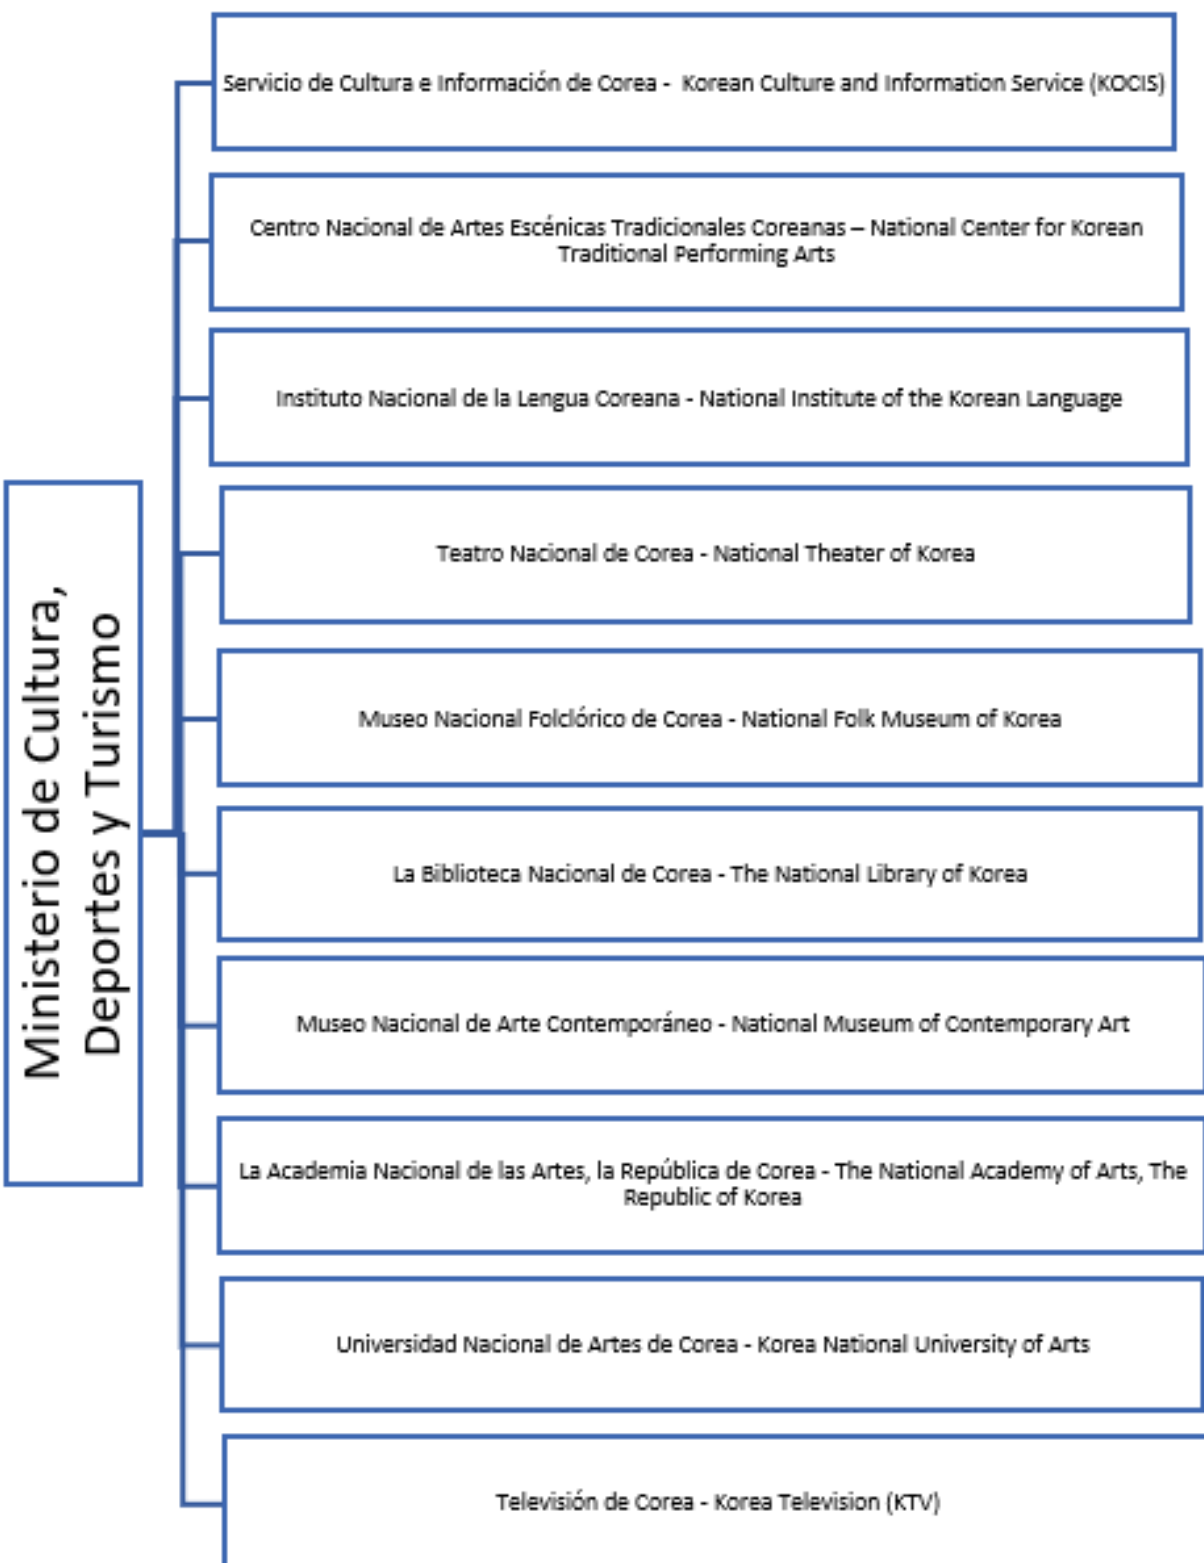 Servicio de Cultura e Información de Corea - Korean Culture and Information Service (KOCIS)
Centro Nacional de Artes Escénicas Tradicionales Coreanas – National Center for Korean
Traditional Performing Arts
Instituto Nacional de la Lengua Coreana - National Institute of the Korean Language
Teatro Nacional de Corea - National Theater of Korea
Ministerio de Cultura,
Deportes y Turismo
Museo Nacional Folclórico de Corea - National Folk Museum of Korea
La Biblioteca Nacional de Corea - The National Library of Korea
Museo Nacional de Arte Contemporáneo - National Museum of Contemporary Art
La Academia Nacional de las Artes, la República de Corea - The National Academy of Arts, The
Republic of Korea
Universidad Nacional de Artes de Corea - Korea National University of Arts
Televisión de Corea - Korea Television (KTV)